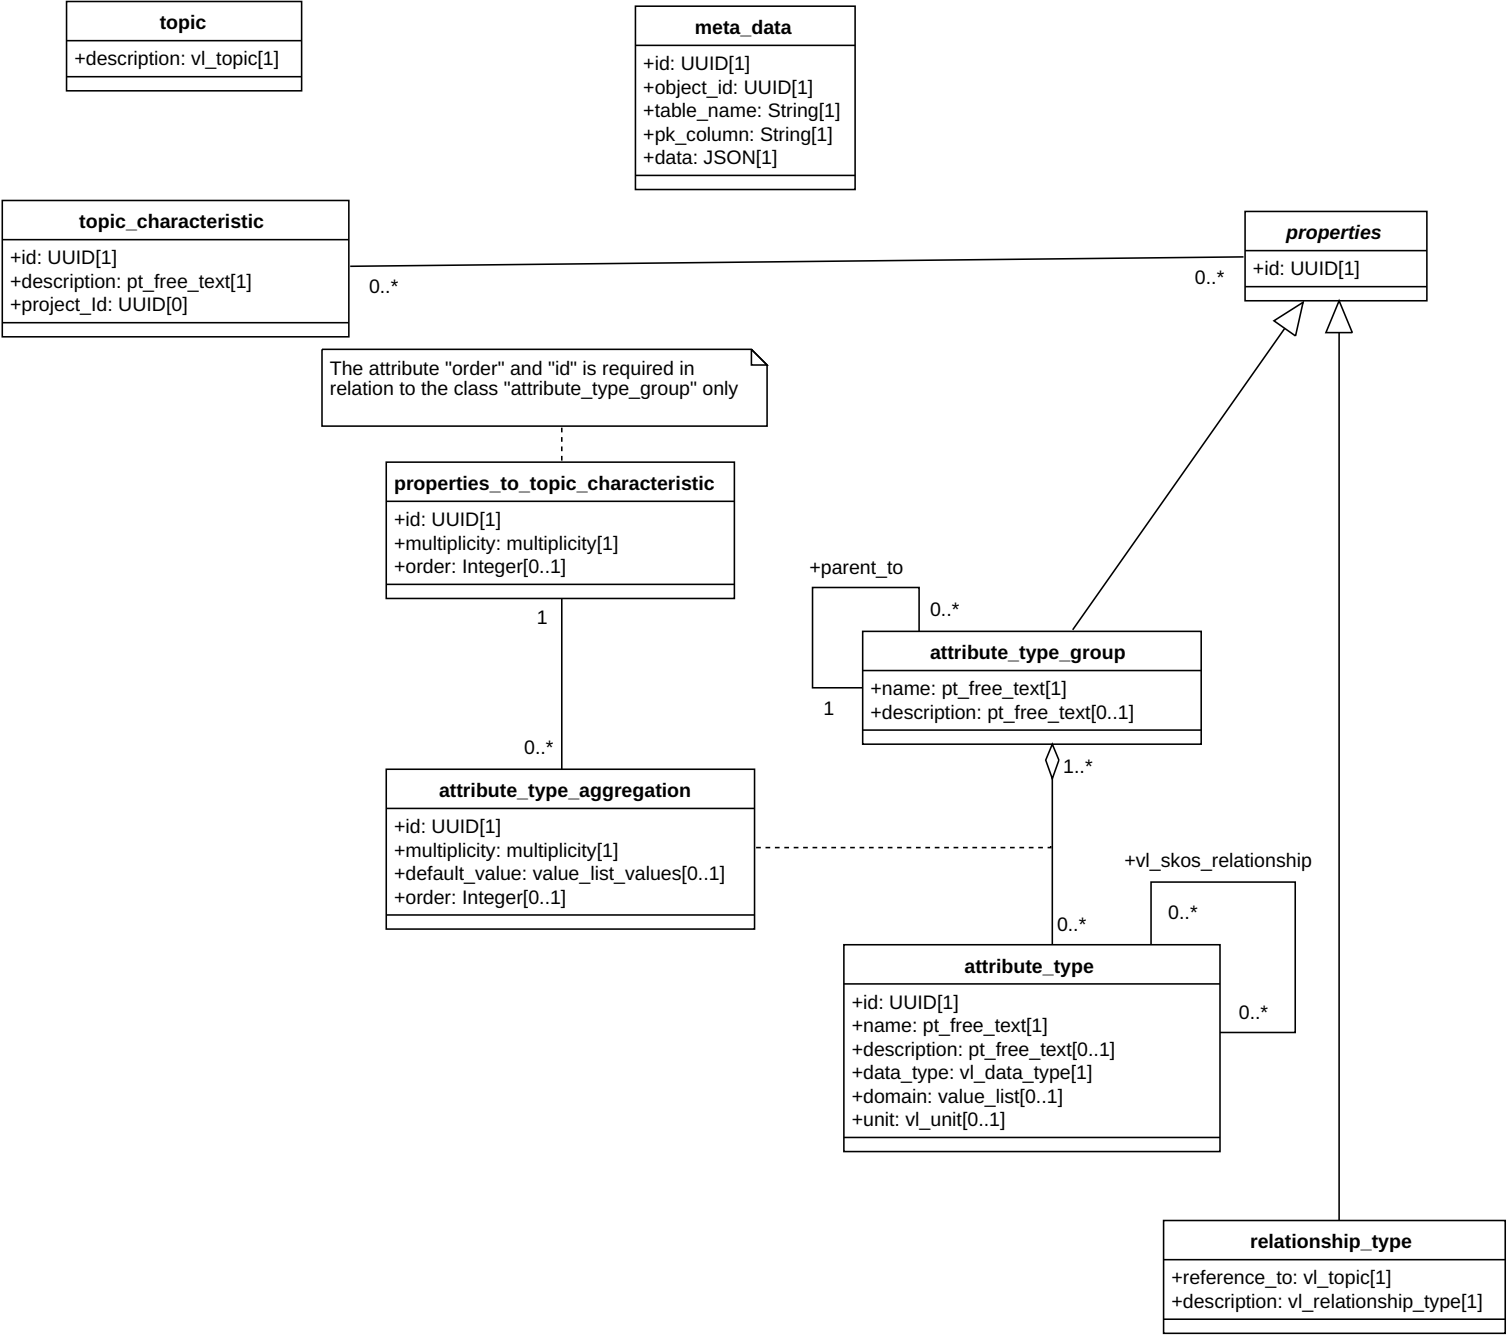 topic
+description: vl_topic[1]
meta_data
+id: UUID[1]
+object_id: UUID[1]
+table_name: String[1]
+pk_column: String[1]
+data: JSON[1]
topic_characteristic
+id: UUID[1]
+description: pt_free_text[1]
+project_Id: UUID[0]
properties
+id: UUID[1]
0..*
0..*
The attribute "order" and "id" is required in
relation to the class "attribute_type_group" only
properties_to_topic_characteristic
+id: UUID[1]
+multiplicity: multiplicity[1]
+order: Integer[0..1]
+parent_to
0..*
1
attribute_type_group
+name: pt_free_text[1]
+description: pt_free_text[0..1]
1
0..*
1..*
attribute_type_aggregation
+id: UUID[1]
+multiplicity: multiplicity[1]
+default_value: value_list_values[0..1]
+order: Integer[0..1]
+vl_skos_relationship
0..*
0..*
0..*
attribute_type
+id: UUID[1]
+name: pt_free_text[1]
+description: pt_free_text[0..1]
+data_type: vl_data_type[1]
+domain: value_list[0..1]
+unit: vl_unit[0..1]
relationship_type
+reference_to: vl_topic[1]
+description: vl_relationship_type[1]